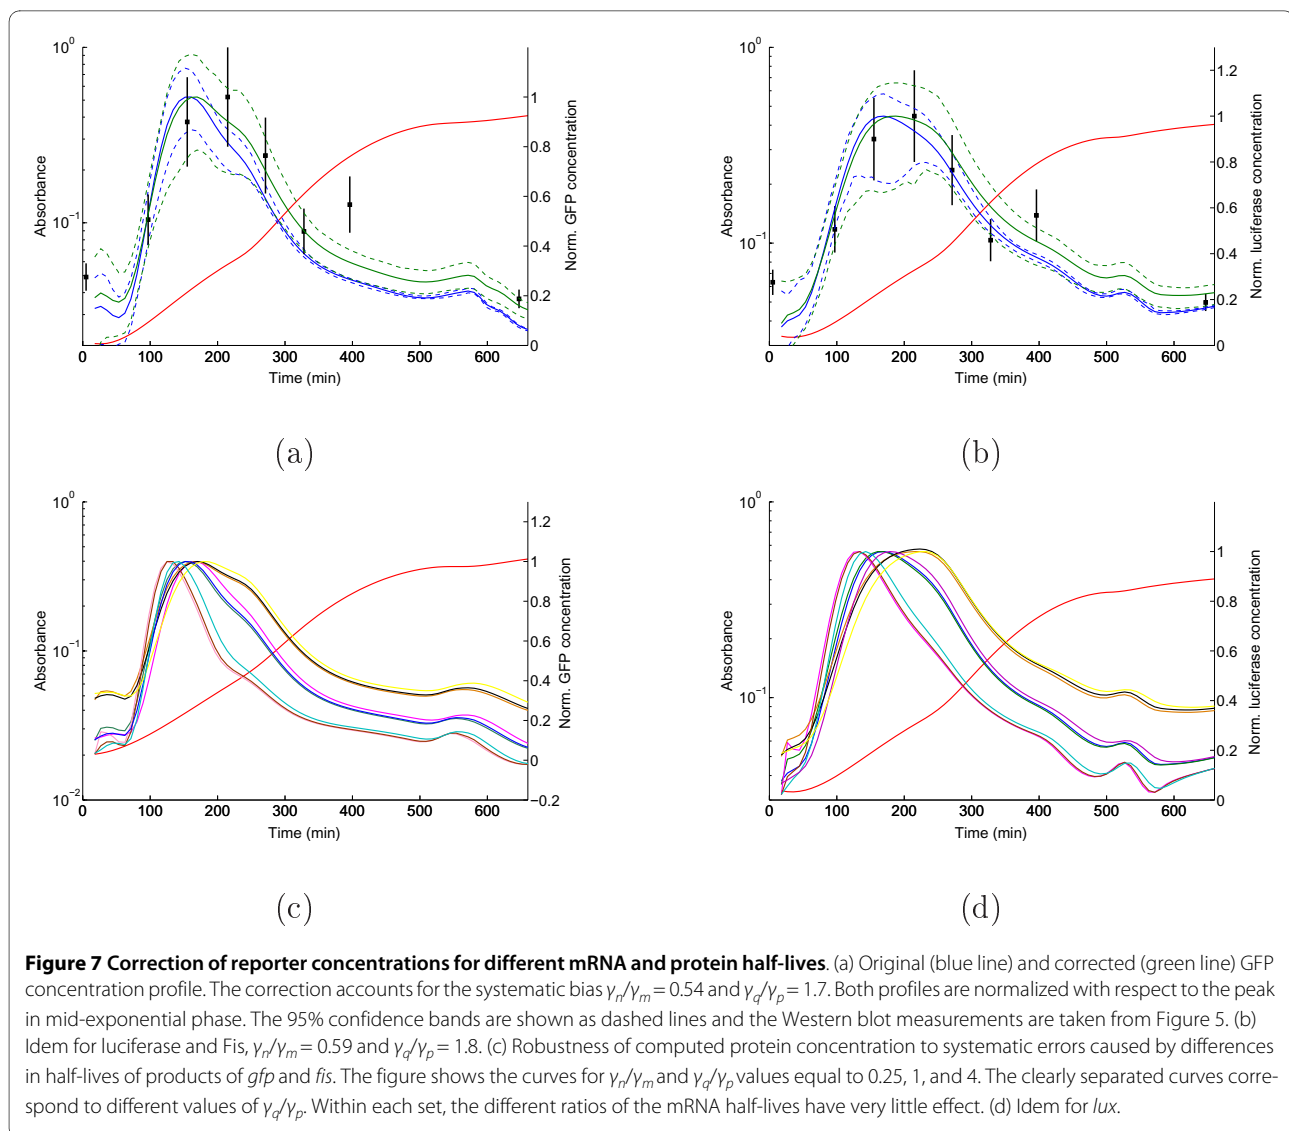 10^0
10^-1
Absorbance
0 100 200 300 400 500 600
Time (min)
1
0.8
0.6
0.4
0.2
0
Norm. GFP concentration
(a)
10^0
10^-1
Absorbance
0 100 200 300 400 500 600
Time (min)
1.2
1
0.8
0.6
0.4
0.2
0
Norm. luciferase concentration
(b)
10^0
10^-1
10^-2
Absorbance
0 100 200 300 400 500 600
Time (min)
1.2
1
0.8
0.6
0.4
0.2
0
−0.2
Norm. GFP concentration
(c)
10^0
10^-1
Absorbance
0 100 200 300 400 500 600
Time (min)
1
0.8
0.6
0.4
0.2
0
Norm. luciferase concentration
(d)
Figure 7 Correction of reporter concentrations for different mRNA and protein half-lives. (a) Original (blue line) and corrected (green line) GFP
concentration profile. The correction accounts for the systematic bias γn/γm = 0.54 and γq/γp = 1.7. Both profiles are normalized with respect to the peak
in mid-exponential phase. The 95% confidence bands are shown as dashed lines and the Western blot measurements are taken from Figure 5. (b)
Idem for luciferase and Fis, γn/γm = 0.59 and γq/γp = 1.8. (c) Robustness of computed protein concentration to systematic errors caused by differences
in half-lives of products of gfp and fis. The figure shows the curves for γn/γm and γq/γp values equal to 0.25, 1, and 4. The clearly separated curves corre-
spond to different values of γq/γp. Within each set, the different ratios of the mRNA half-lives have very little effect. (d) Idem for lux.